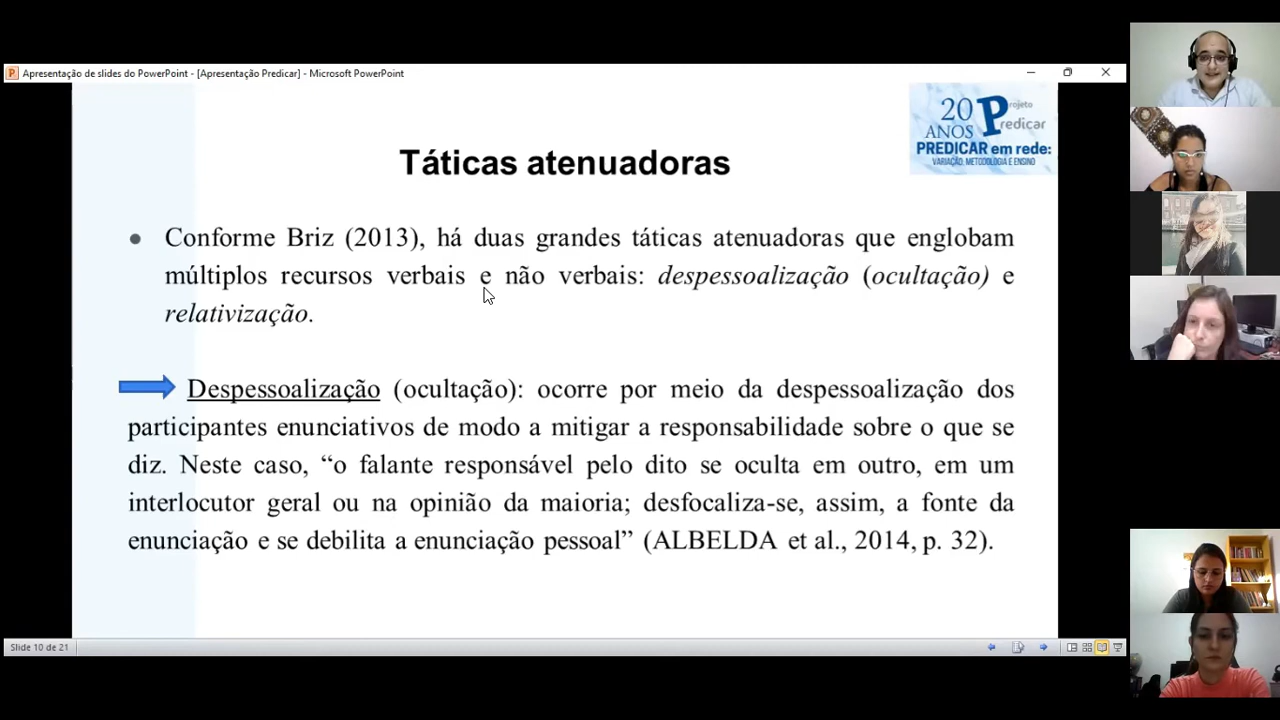 Apresentação de slides do PowerPoint - [Apresentação Predicar] - Microsoft PowerPoint
20 ANOS
Projeto Predicar
PREDICAR em rede:
VARIAÇÃO, METODOLOGIA E ENSINO
Táticas atenuadoras
● Conforme Briz (2013), há duas grandes táticas atenuadoras que englobam
múltiplos recursos verbais e não verbais: despessoalização (ocultação) e
relativização.
Despessoalização (ocultação): ocorre por meio da despessoalização dos
participantes enunciativos de modo a mitigar a responsabilidade sobre o que se
diz. Neste caso, “o falante responsável pelo dito se oculta em outro, em um
interlocutor geral ou na opinião da maioria; desfocaliza-se, assim, a fonte da
enunciação e se debilita a enunciação pessoal” (ALBELDA et al., 2014, p. 32).
Slide 10 de 21